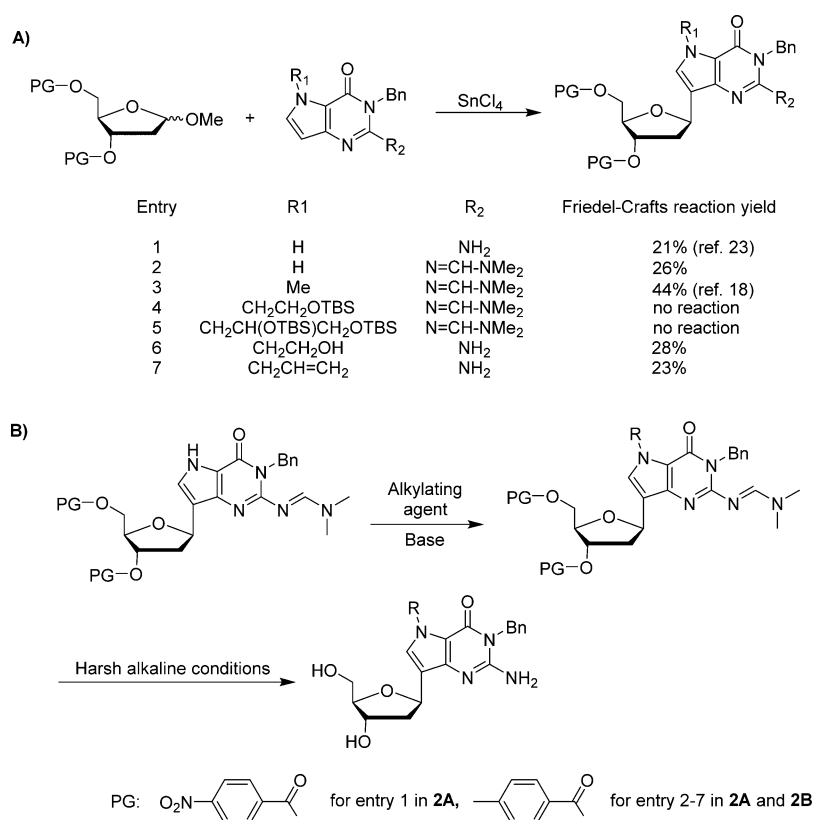 A)
PG–O
O
OMe
PG–O
+
R1
N
O
N
Bn
N
R2
SnCl4
R1
N
O
N
Bn
N
R2
PG–O
O
PG–O
Entry R1 R2 Friedel-Crafts reaction yield
1 H NH2 21% (ref. 23)
2 H N=CH-NMe2 26%
3 Me N=CH-NMe2 44% (ref. 18)
4 CH2CH2OTBS N=CH-NMe2 no reaction
5 CH2CH(OTBS)CH2OTBS N=CH-NMe2 no reaction
6 CH2CH2OH NH2 28%
7 CH2CH=CH2 NH2 23%
B)
H
N
O
N
Bn
N
N
N
PG–O
O
PG–O
Alkylating
agent
Base
R
N
O
N
Bn
N
N
N
PG–O
O
PG–O
Harsh alkaline conditions
R
N
O
N
Bn
N
NH2
HO
O
HO
PG: O2N O for entry 1 in 2A, O for entry 2-7 in 2A and 2B